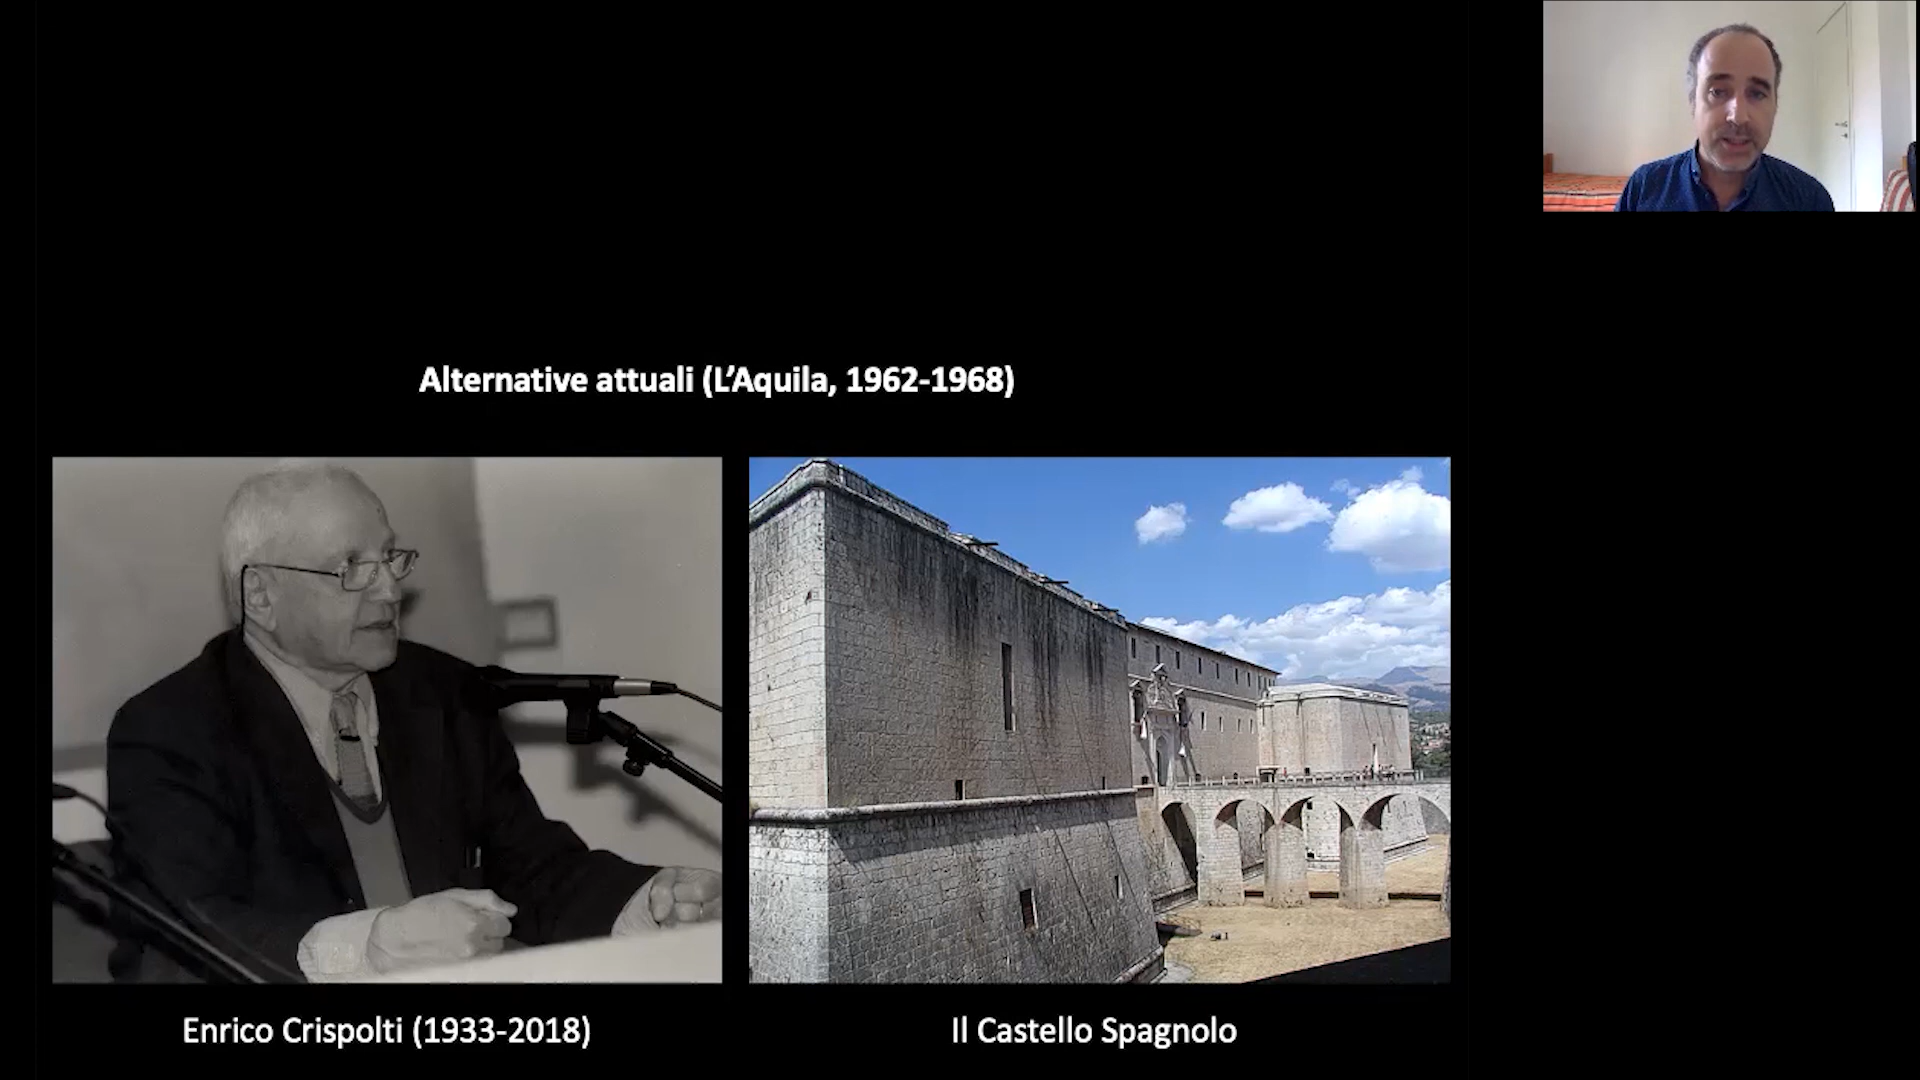 Alternative attuali (L’Aquila, 1962-1968)
Enrico Crispolti (1933-2018)
Il Castello Spagnolo